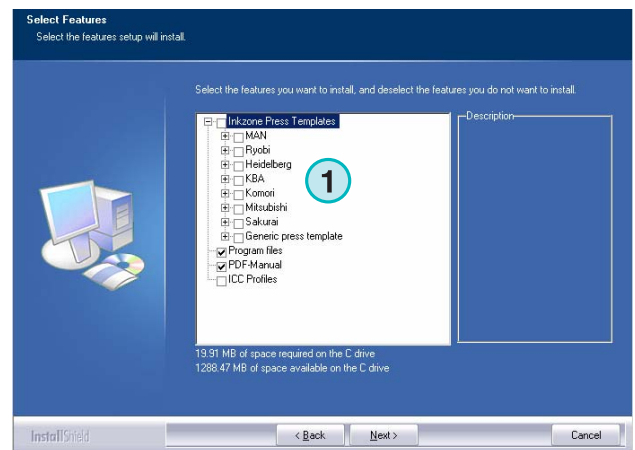 Select Features
Select the features setup will install.
Select the features you want to install, and deselect the features you do not want to install.
Inkzone Press Templates
MAN
Ryobi
Heidelberg
KBA
Komori
Mitsubishi
Sakurai
Generic press template
Program files
PDF-Manual
ICC Profiles
1
Description
19.91 MB of space required on the C drive
1288.47 MB of space available on the C drive
InstallShield
< Back
Next >
Cancel